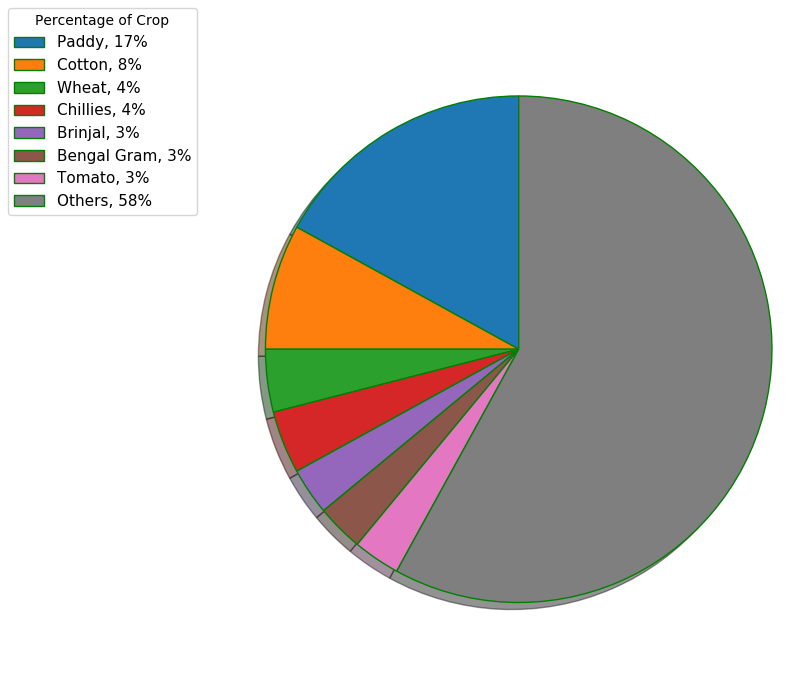 Percentage of Crop
Paddy, 17%
Cotton, 8%
Wheat, 4%
Chillies, 4%
Brinjal, 3%
Bengal Gram, 3%
Tomato, 3%
Others, 58%